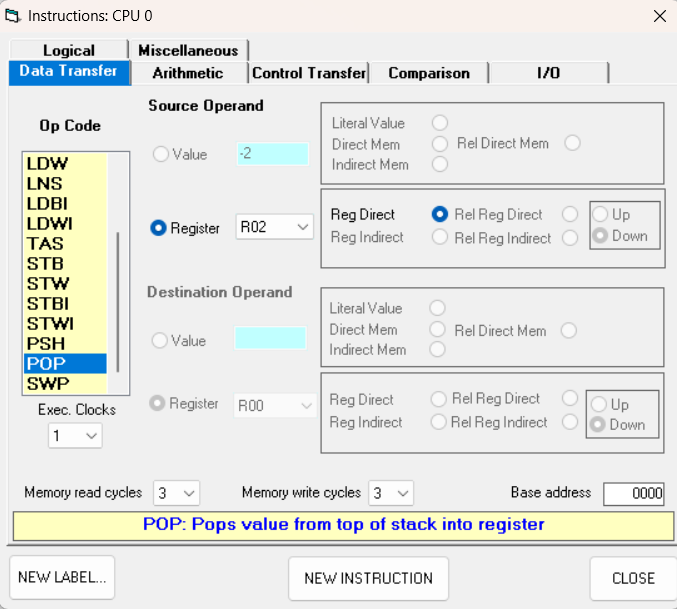 Instructions: CPU 0
Logical Miscellaneous
Data Transfer Arithmetic Control Transfer Comparison I/O
Op Code
LDW
LNS
LDBI
LDWI
TAS
STB
STW
STBI
STWI
PSH
POP
SWP
Exec. Clocks
1
Source Operand
Value -2
Literal Value
Direct Mem Rel Direct Mem
Indirect Mem
Register R02
Reg Direct Rel Reg Direct Up
Reg Indirect Rel Reg Indirect Down
Destination Operand
Value
Literal Value
Direct Mem Rel Direct Mem
Indirect Mem
Register R00
Reg Direct Rel Reg Direct Up
Reg Indirect Rel Reg Indirect Down
Memory read cycles 3 Memory write cycles 3 Base address 0000
POP: Pops value from top of stack into register
NEW LABEL... NEW INSTRUCTION CLOSE